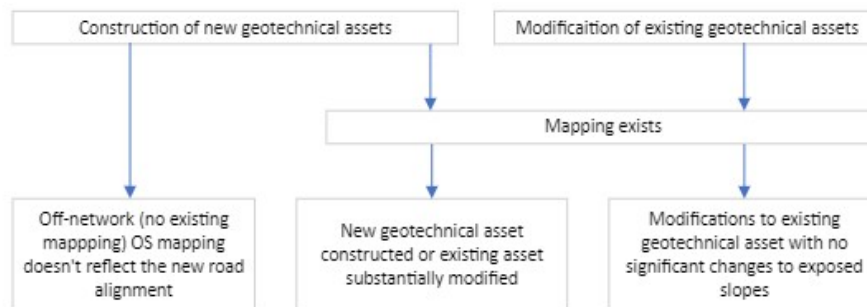 Construction of new geotechnical assets
Modificaition of existing geotechnical assets
Mapping exists
Off-network (no existing
mappping) OS mapping
doesn't reflect the new road
alignment
New geotechnical asset
constructed or existing asset
substantially modified
Modifications to existing
geotechnical asset with no
significant changes to exposed
slopes